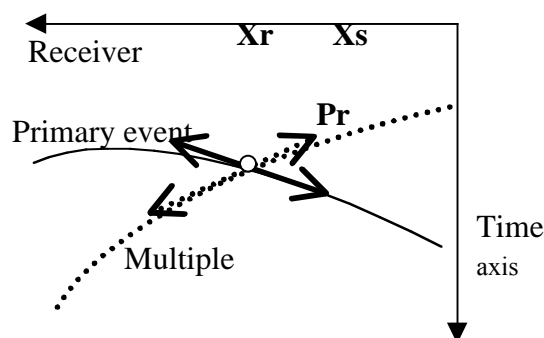 Xr Xs
Receiver
Pr
Primary event
Multiple
Time
axis